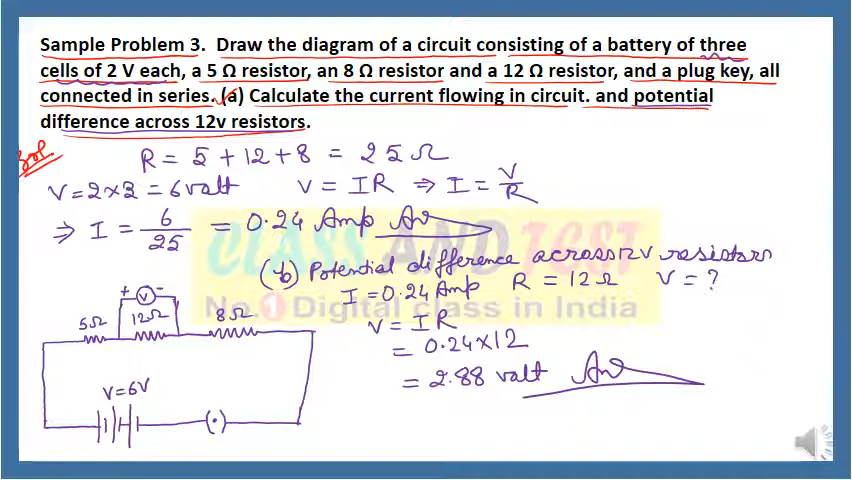 Sample Problem 3. Draw the diagram of a circuit consisting of a battery of three
cells of 2 V each, a 5 Ω resistor, an 8 Ω resistor and a 12 Ω resistor, and a plug key, all
connected in series. (a) Calculate the current flowing in circuit. and potential
difference across 12v resistors.
Sol.
R = 5 + 12 + 8 = 25 Ω
V = 2 × 3 = 6 volt V = IR ⇒ I = V/R
⇒ I = 6/25 = 0.24 Amp Ans
CLASS AND TEST
(b) Potential difference across 12V resistors
I = 0.24 Amp R = 12 Ω V = ?
No.1 Digital class in India
+ V -
5Ω 12Ω 8Ω
V = IR
= 0.24 × 12
= 2.88 volt Ans
V = 6V